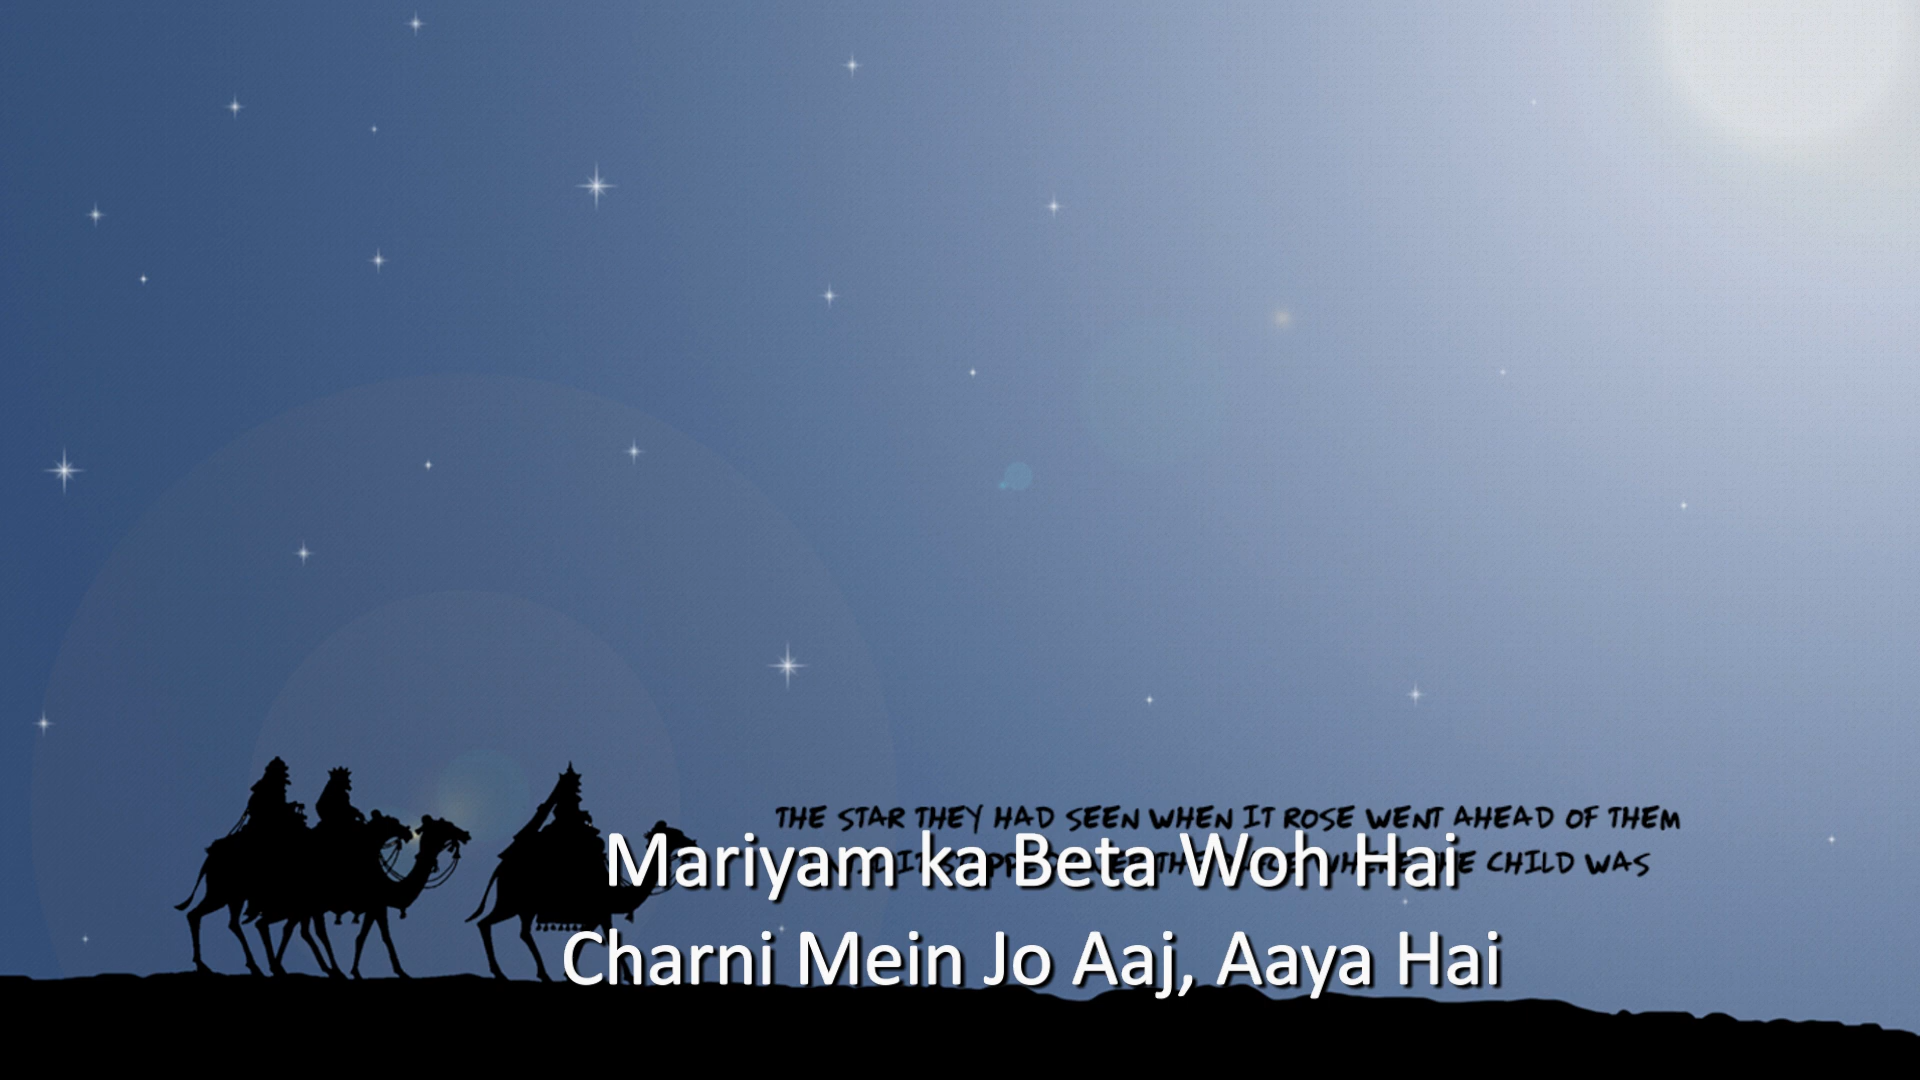 THE STAR THEY HAD SEEN WHEN IT ROSE WENT AHEAD OF THEM
CHILD WAS
Mariyam ka Beta Woh Hai
Charni Mein Jo Aaj, Aaya Hai